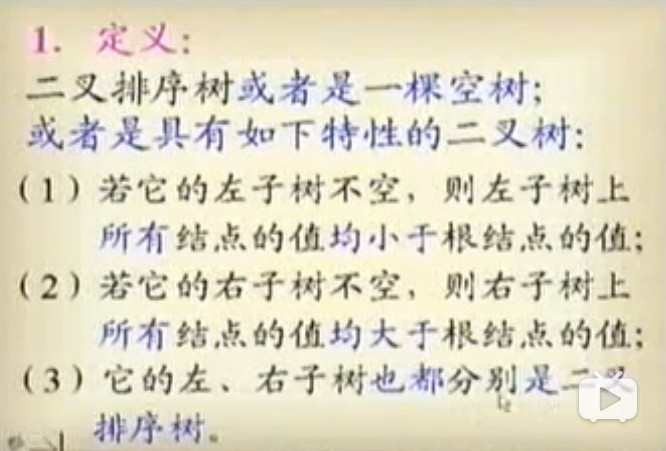 1. 定义：
二叉排序树或者是一棵空树；
或者是具有如下特性的二叉树：
（1）若它的左子树不空，则左子树上
所有结点的值均小于根结点的值；
（2）若它的右子树不空，则右子树上
所有结点的值均大于根结点的值；
（3）它的左、右子树也都分别是二叉
排序树。